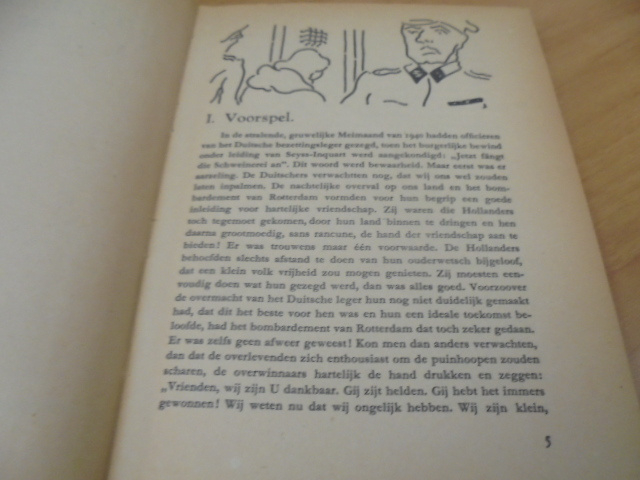 I. Voorspel.
In de stralende, gruwelijke Meimaand van 1940 hadden officieren
van het Duitsche bezettingsleger gezegd, toen het burgerlijke bewind
onder leiding van Seyss-Inquart werd aangekondigd: „Jetzt fängt
die Schweinerei an”. Dit woord werd bewaarheid. Maar eerst was er
aarzeling. De Duitschers verwachtten nog, dat wij ons wel zouden
laten inpalmen. De nachtelijke overval op ons land en het bom-
bardement van Rotterdam vormden voor hun begrip een goede
inleiding voor hartelijke vriendschap. Zij waren die Hollanders
toch tegemoet gekomen, door hun land binnen te dringen en hen
daarna grootmoedig, sans rancune, de hand der vriendschap aan te
bieden! Er was trouwens maar één voorwaarde. De Hollanders
behoefden slechts afstand te doen van hun ouderwetsch bijgeloof,
dat een klein volk vrijheid zou mogen genieten. Zij moesten een-
voudig doen wat hun gezegd werd, dan was alles goed. Voorzoover
de overmacht van het Duitsche leger hun nog niet duidelijk gemaakt
had, dat dit het beste voor hen was en hun een ideale toekomst be-
loofde, had het bombardement van Rotterdam dat toch zeker gedaan.
Er was zelfs geen afweer geweest! Kon men dan anders verwachten,
dan dat de overlevenden zich enthousiast om de puinhoopen zouden
scharen, de overwinnaars hartelijk de hand drukken en zeggen:
„Vrienden, wij zijn U dankbaar. Gij zijt helden. Gij hebt het immers
gewonnen! Wij weten nu dat wij ongelijk hebben. Wij zijn klein,
5